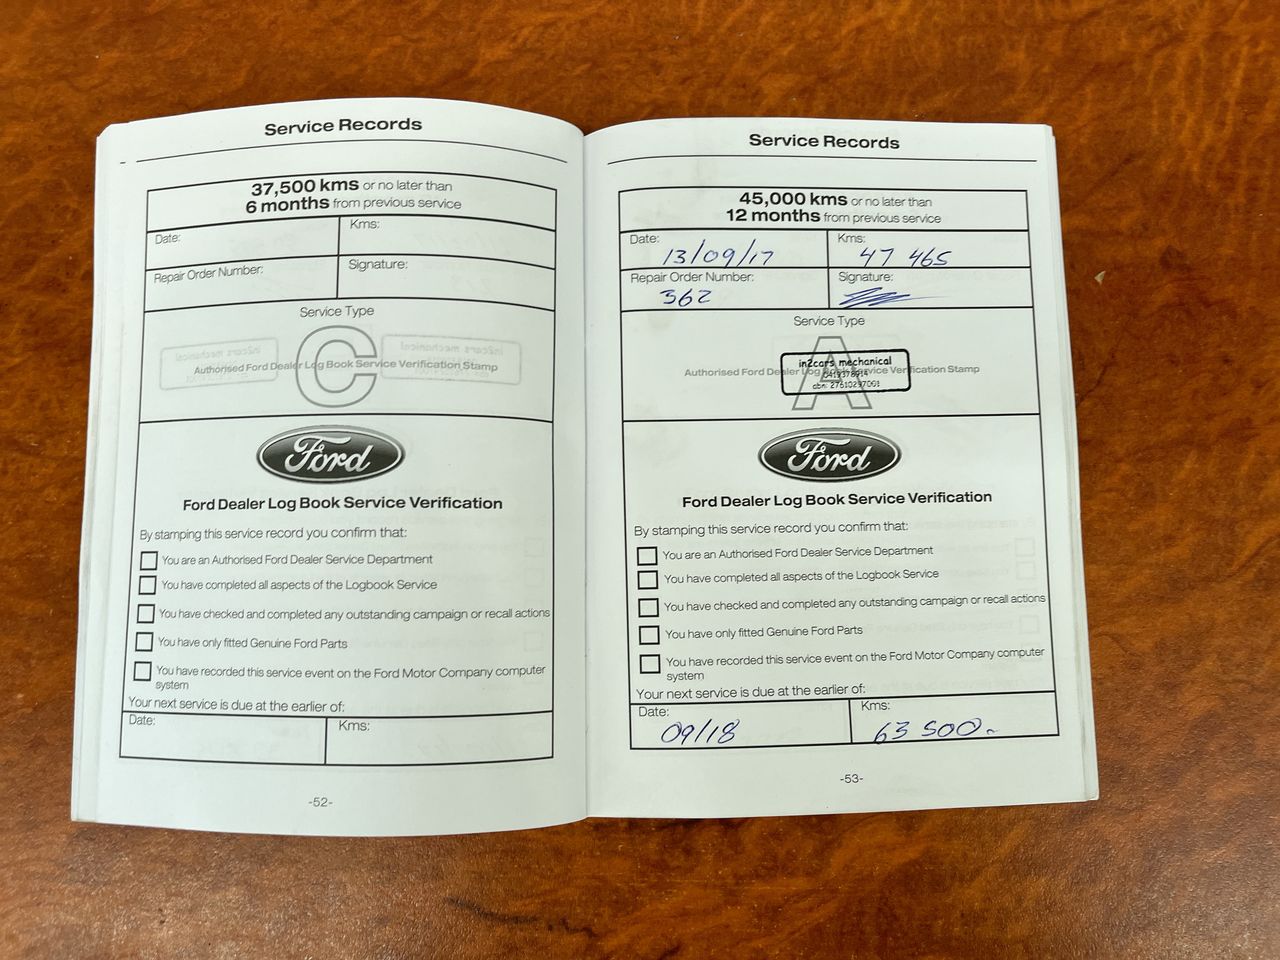 Service Records
37,500 kms or no later than
6 months from previous service
Date:
Kms:
Repair Order Number:
Signature:
Service Type
C
Authorised Ford Dealer Log Book Service Verification Stamp
Ford
Ford Dealer Log Book Service Verification
By stamping this service record you confirm that:
You are an Authorised Ford Dealer Service Department
You have completed all aspects of the Logbook Service
You have checked and completed any outstanding campaign or recall actions
You have only fitted Genuine Ford Parts
You have recorded this service event on the Ford Motor Company computer
system
Your next service is due at the earlier of:
Date:
Kms:
-52-
Service Records
45,000 kms or no later than
12 months from previous service
Date: 13/09/17
Kms: 47 465
Repair Order Number: 362
Signature:
Service Type
A
Authorised Ford Dealer Log Book Service Verification Stamp
in2cars mechanical
abn:
Ford
Ford Dealer Log Book Service Verification
By stamping this service record you confirm that:
You are an Authorised Ford Dealer Service Department
You have completed all aspects of the Logbook Service
You have checked and completed any outstanding campaign or recall actions
You have only fitted Genuine Ford Parts
You have recorded this service event on the Ford Motor Company computer
system
Your next service is due at the earlier of:
Date: 09/18
Kms: 63 500
-53-